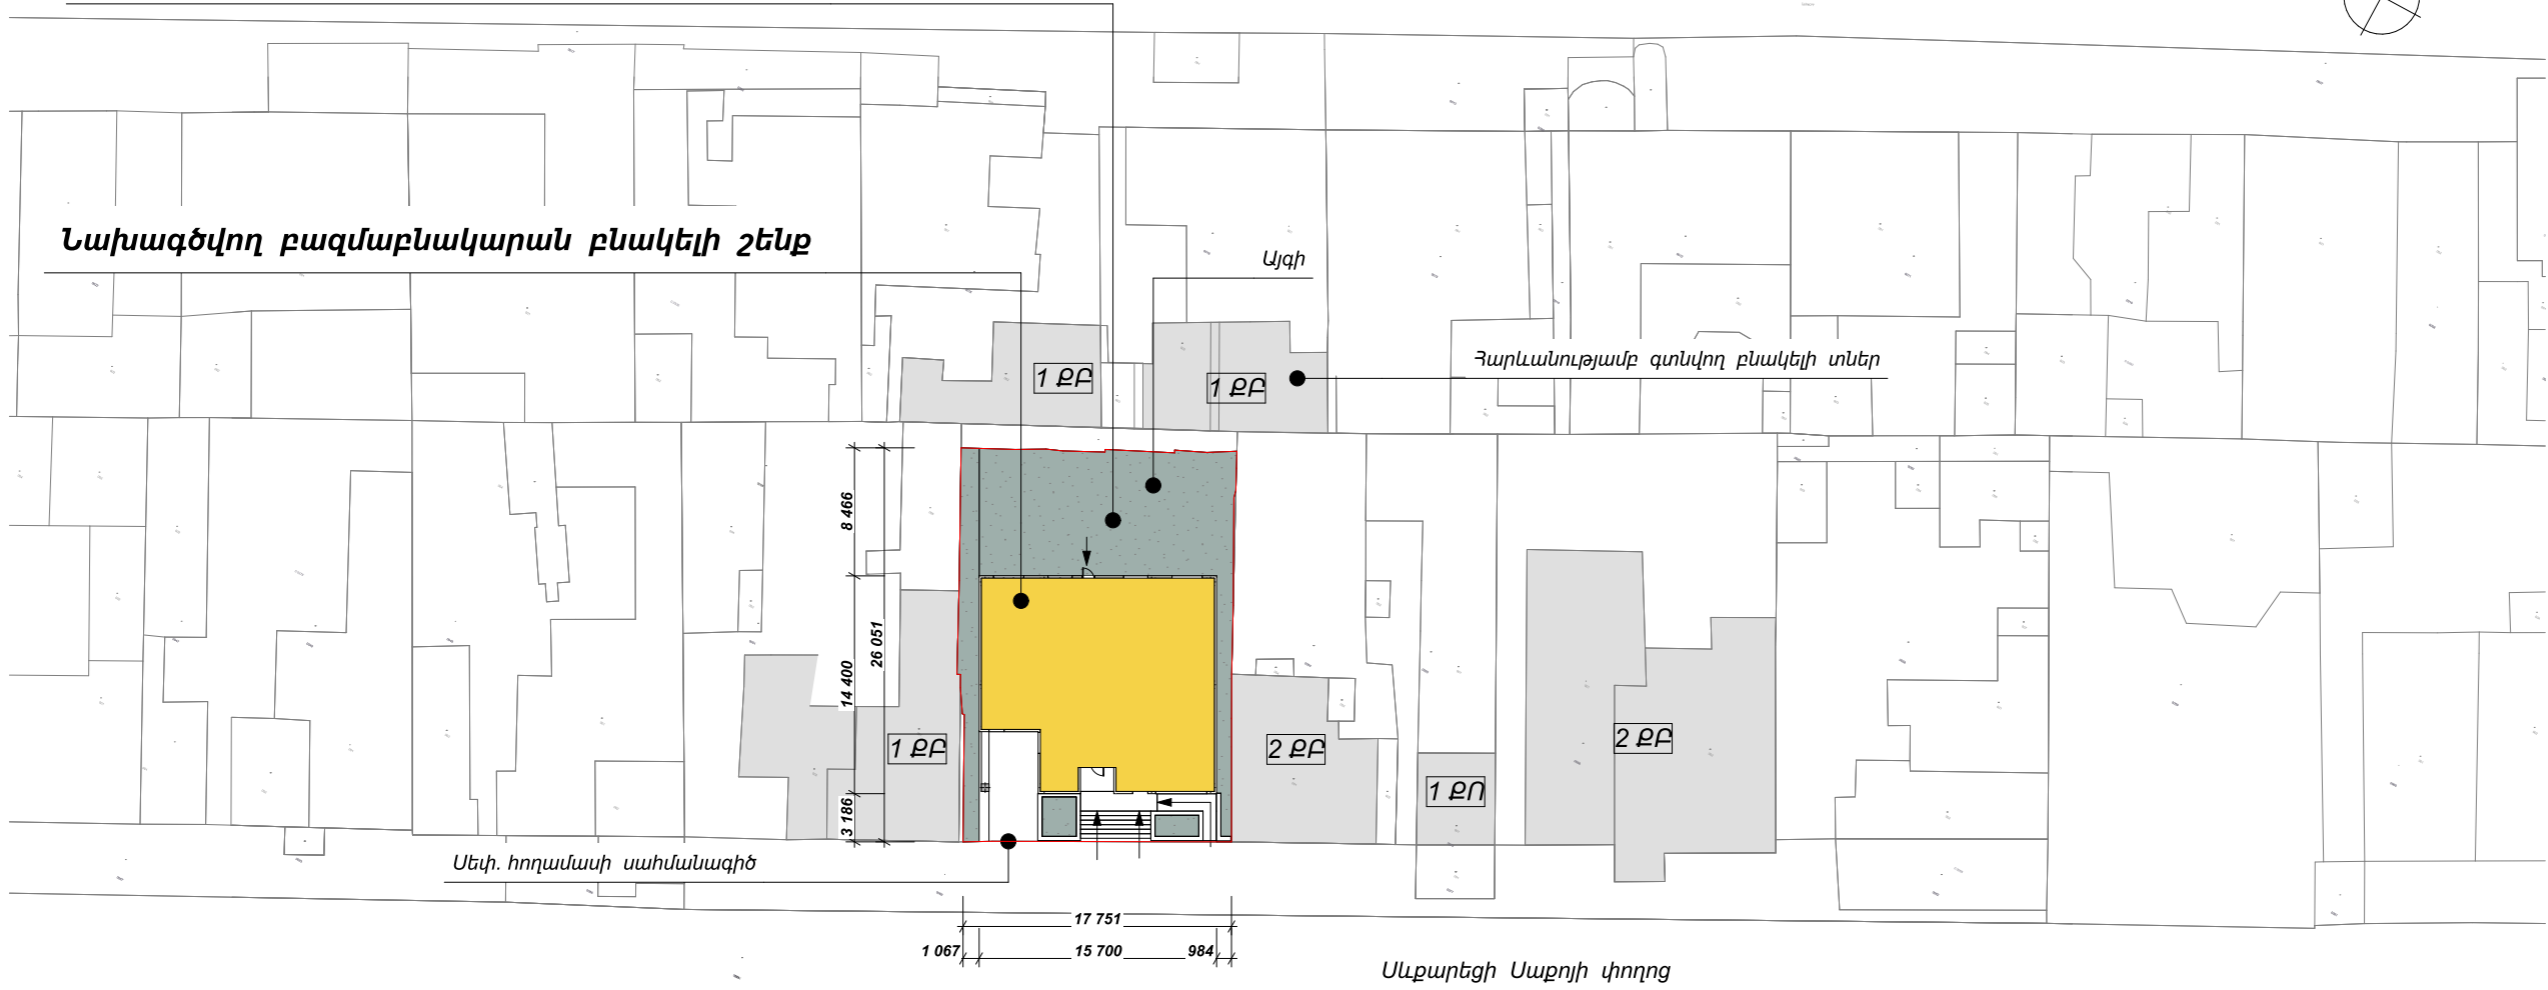 Նախագծվող բազմաբնակարան բնակելի շենք
Այգի
Հարևանությամբ գտնվող բնակելի տներ
1 ՔԲ
1 ՔԲ
8 466
26 051
14 400
3 186
1 ՔԲ
2 ՔԲ
2 ՔԲ
1 ՔՈ
Սեփ. հողամասի սահմանագիծ
17 751
1 067
15 700
984
Սևքարեցի Սաքոյի փողոց